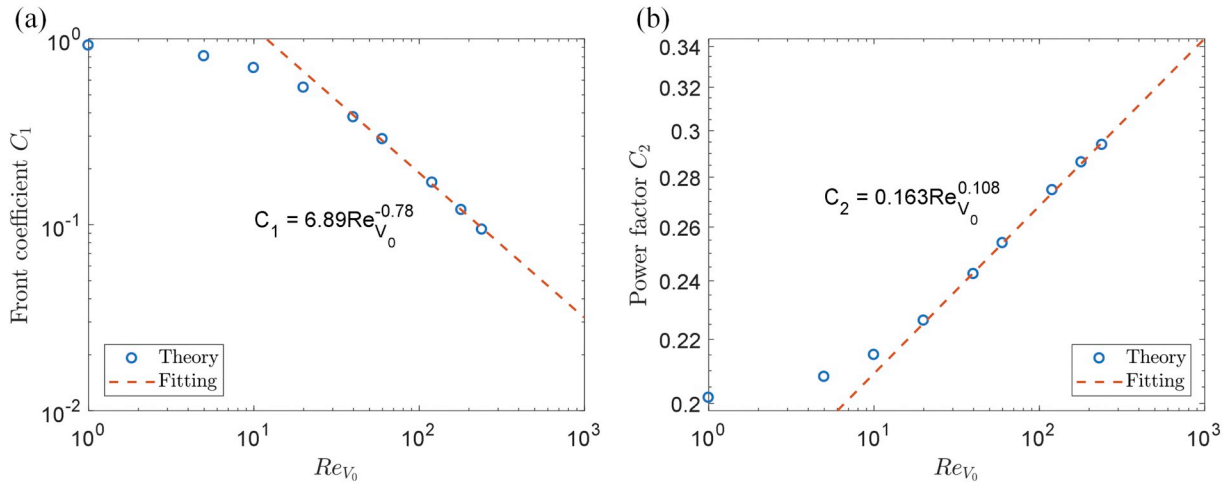 (a)
10^0
10^-1
10^-2
Front coefficient C_1
C_1 = 6.89Re_{V_0}^{-0.78}
Theory
Fitting
10^0 10^1 10^2 10^3
Re_{V_0}
(b)
0.34
0.32
0.3
0.28
0.26
0.24
0.22
0.2
Power factor C_2
C_2 = 0.163Re_{V_0}^{0.108}
Theory
Fitting
10^0 10^1 10^2 10^3
Re_{V_0}